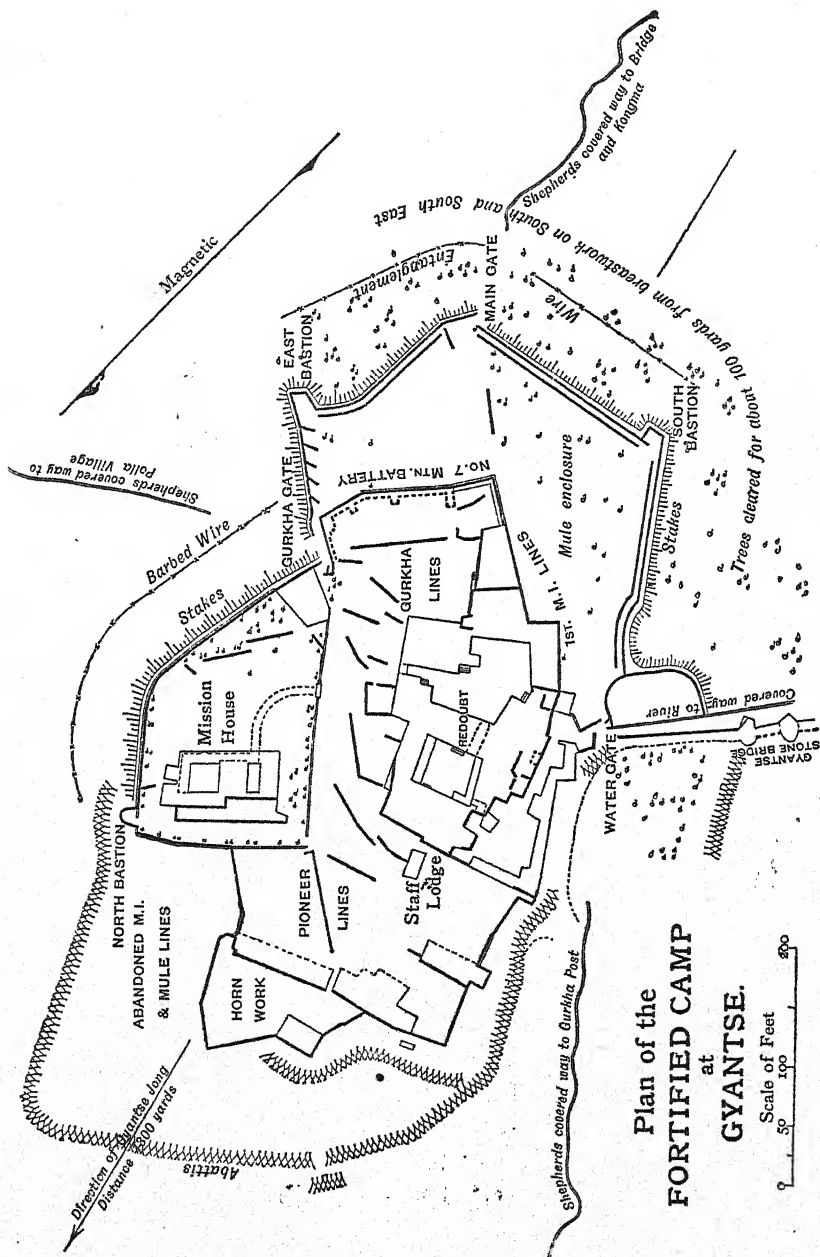 Magnetic
Shepherds covered way to Bridge
and Kongma
Shepherds covered way to
Palla Village
Barbed Wire
Stakes
GURKHA GATE
EAST
BASTION
Entanglement
MAIN GATE
Wire
Trees cleared for about 100 yards from breastwork on South and South East
SOUTH
BASTION
Stakes
Mule enclosure
No.7 MTN. BATTERY
1ST. M.I. LINES
GURKHA
LINES
REDOUBT
Mission
House
NORTH BASTION
ABANDONED M.I.
& MULE LINES
PIONEER
LINES
HORN
WORK
Staff
Lodge
WATER GATE
Covered way to River
GYANTSE
STONE BRIDGE
Direction of Gyantse Jong
Distance yards
Abattis
Shepherds covered way to Gurkha Post
Plan of the
FORTIFIED CAMP
at
GYANTSE.
Scale of Feet
0 50 100 200